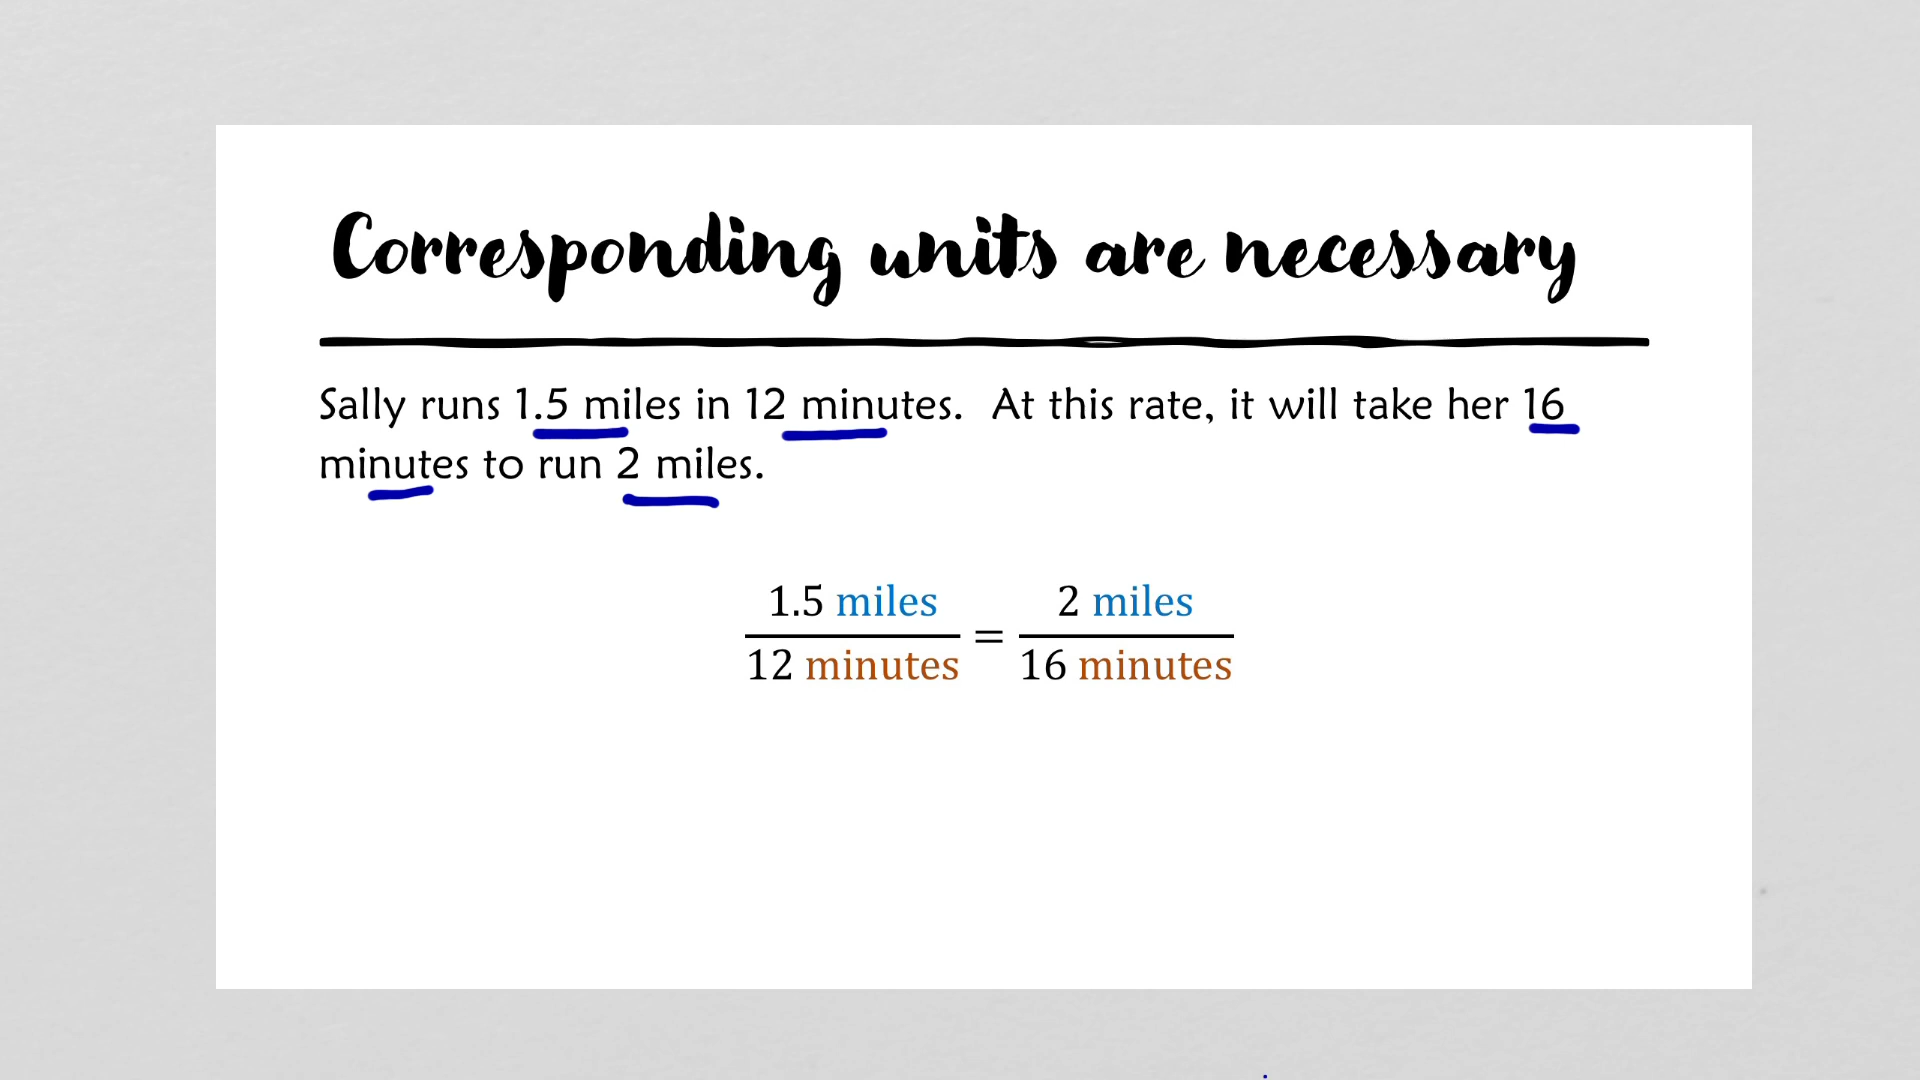 Corresponding units are necessary
Sally runs 1.5 miles in 12 minutes. At this rate, it will take her 16
minutes to run 2 miles.
1.5 miles / 12 minutes = 2 miles / 16 minutes